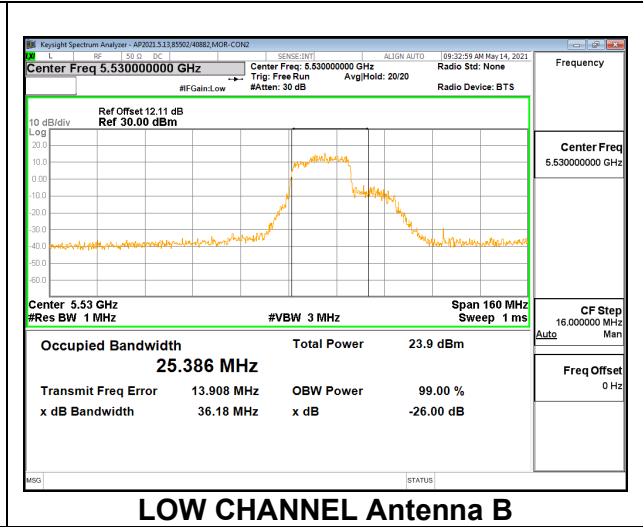 Keysight Spectrum Analyzer - AP2021.5.13,85502/40882,MOR-CON2
LXI L RF 50 Ω DC SENSE:INT ALIGN AUTO 09:32:59 AM May 14, 2021
Center Freq 5.530000000 GHz
Center Freq: 5.530000000 GHz Radio Std: None
Trig: Free Run Avg|Hold: 20/20
#IFGain:Low #Atten: 30 dB Radio Device: BTS
Frequency
Ref Offset 12.11 dB
10 dB/div Ref 30.00 dBm
Log
20.0
10.0
0.00
-10.0
-20.0
-30.0
-40.0
-50.0
-60.0
Center 5.53 GHz Span 160 MHz
#Res BW 1 MHz #VBW 3 MHz Sweep 1 ms
Occupied Bandwidth Total Power 23.9 dBm
25.386 MHz
Transmit Freq Error 13.908 MHz OBW Power 99.00 %
x dB Bandwidth 36.18 MHz x dB -26.00 dB
Center Freq
5.530000000 GHz
CF Step
16.000000 MHz
Auto Man
Freq Offset
0 Hz
MSG STATUS
LOW CHANNEL Antenna B